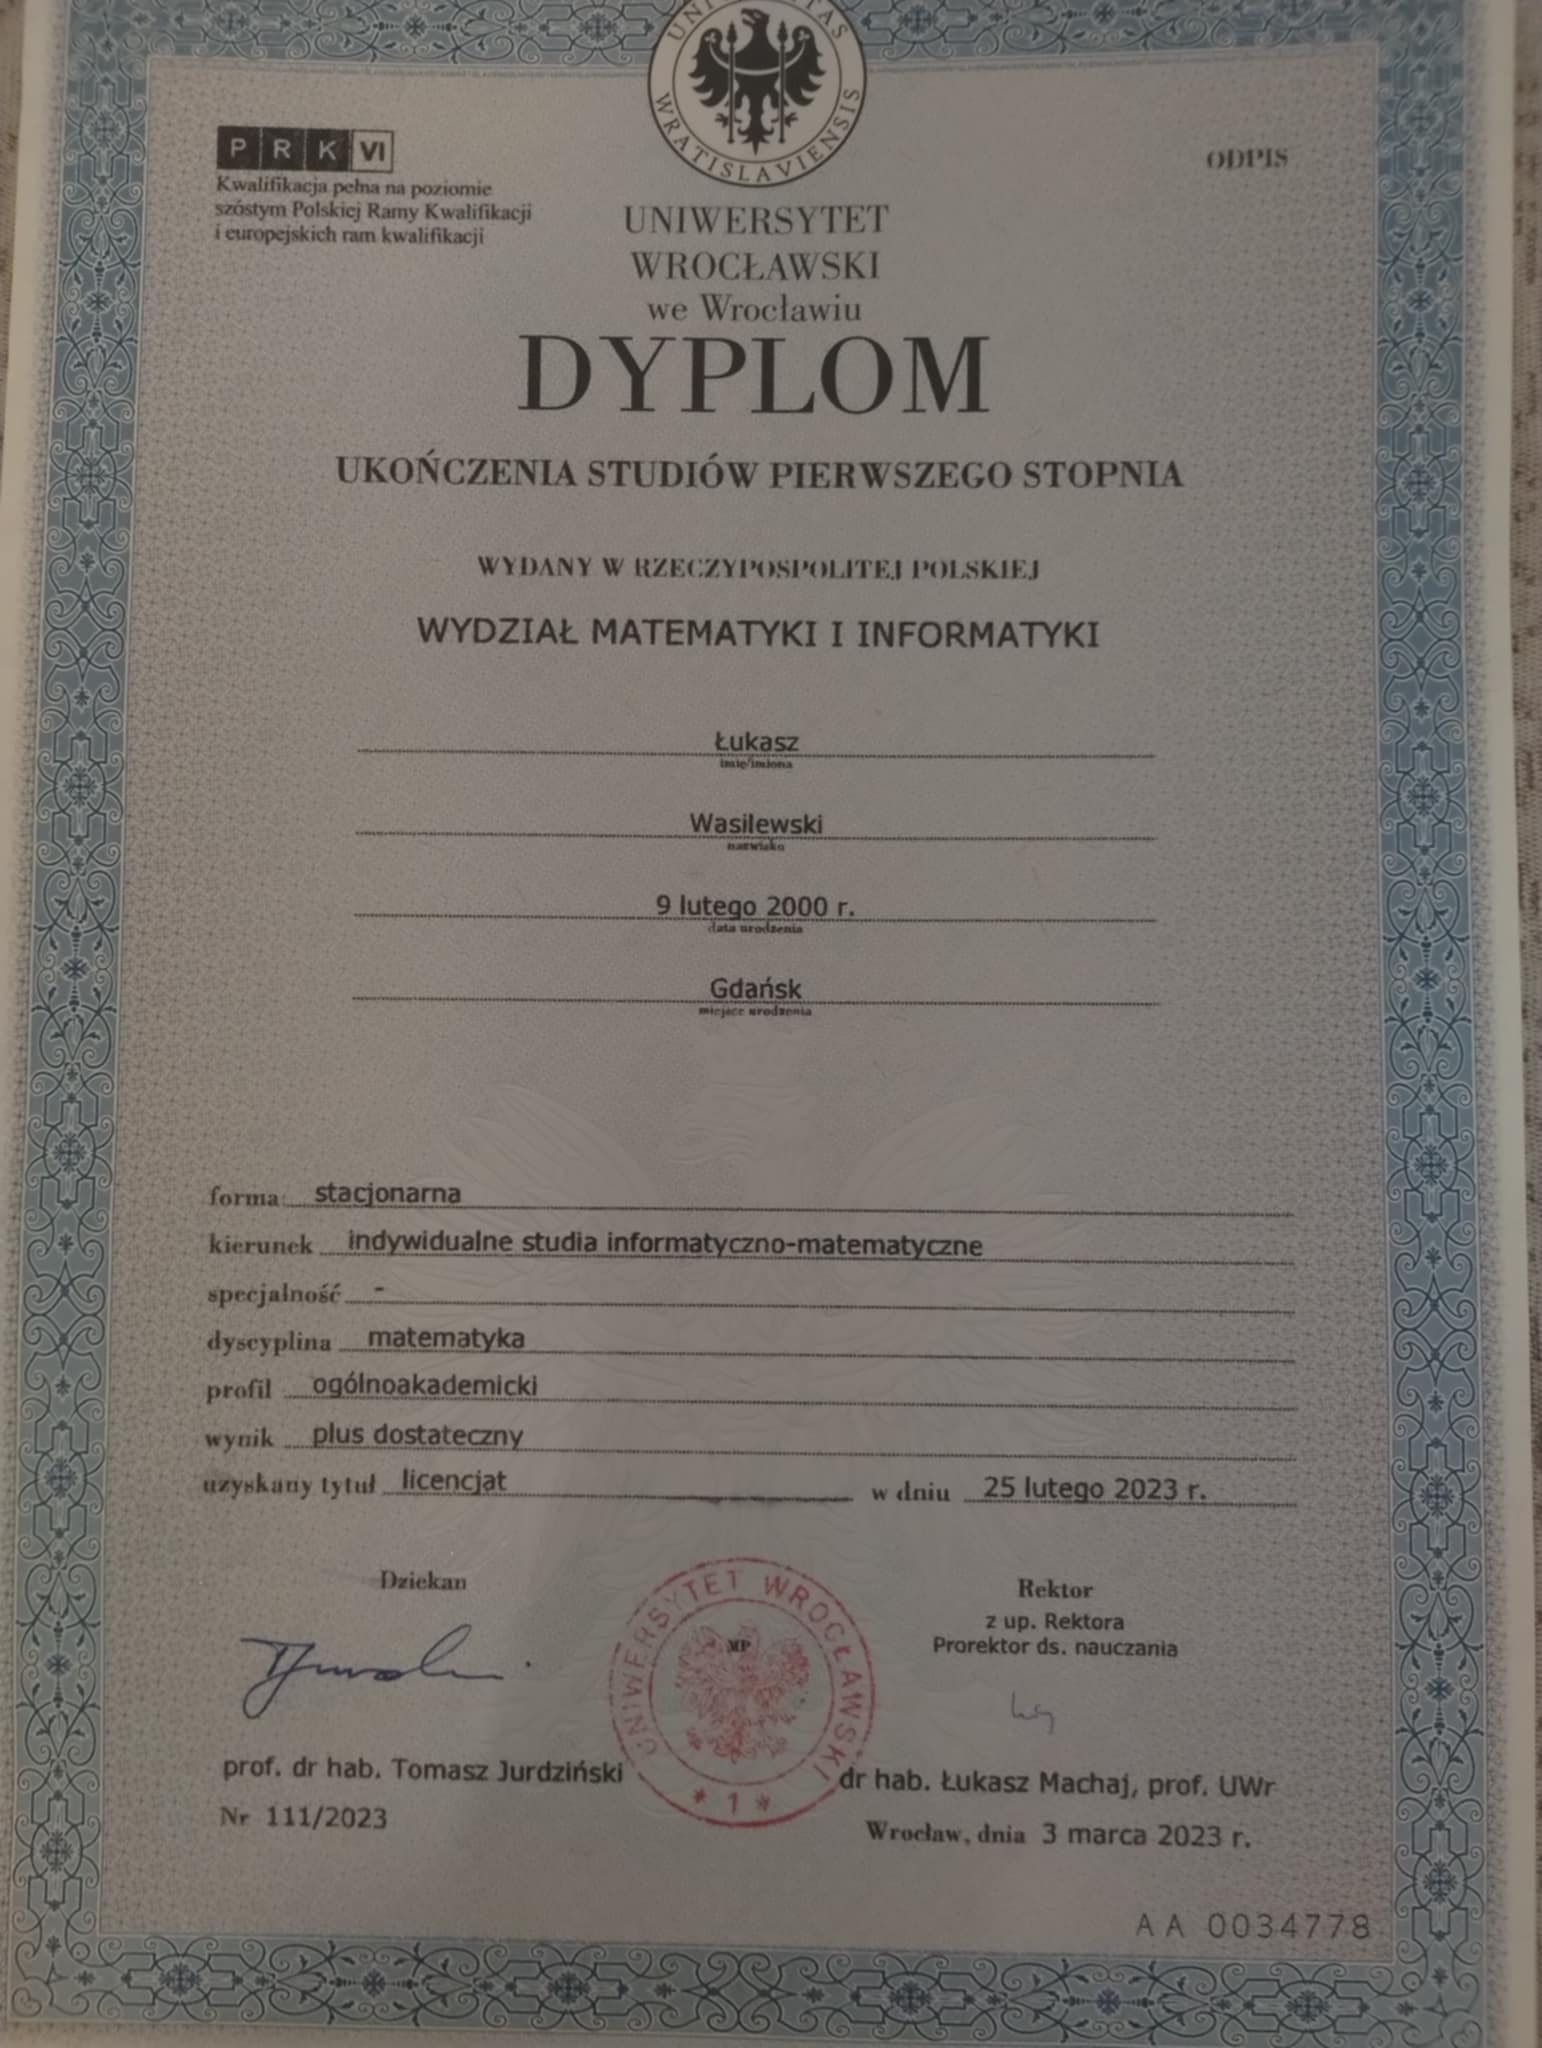 UNIVERSITAS WRATISLAVIENSIS
P R K VI
Kwalifikacja pełna na poziomie
szóstym Polskiej Ramy Kwalifikacji
i europejskich ram kwalifikacji
ODPIS
UNIWERSYTET
WROCŁAWSKI
we Wrocławiu
DYPLOM
UKOŃCZENIA STUDIÓW PIERWSZEGO STOPNIA
WYDANY W RZECZYPOSPOLITEJ POLSKIEJ
WYDZIAŁ MATEMATYKI I INFORMATYKI
Łukasz
imię/imiona
Wasilewski
nazwisko
9 lutego 2000 r.
data urodzenia
Gdańsk
miejsce urodzenia
forma stacjonarna
kierunek indywidualne studia informatyczno-matematyczne
specjalność -
dyscyplina matematyka
profil ogólnoakademicki
wynik plus dostateczny
uzyskany tytuł licencjat w dniu 25 lutego 2023 r.
Dziekan
Rektor
z up. Rektora
Prorektor ds. nauczania
UNIWERSYTET WROCŁAWSKI
MP
* 1 *
prof. dr hab. Tomasz Jurdziński
dr hab. Łukasz Machaj, prof. UWr
Nr 111/2023
Wrocław, dnia 3 marca 2023 r.
AA 0034778